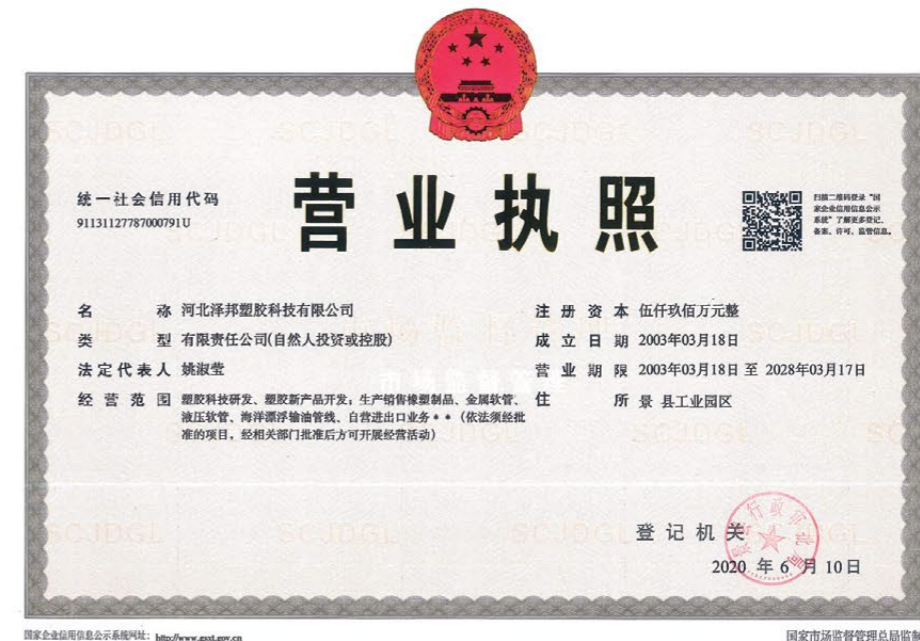 营业执照
统一社会信用代码
91131127787000791U
扫描二维码登录"国
家企业信用信息公示
系统"了解更多登记、
备案、许可、监管信息。
名称 河北泽邦塑胶科技有限公司
类型 有限责任公司(自然人投资或控股)
法定代表人 姚淑莹
经营范围 塑胶科技研发、塑胶新产品开发；生产销售橡塑制品、金属软管、
液压软管、海洋漂浮输油管线、自营进出口业务**（依法须经批
准的项目，经相关部门批准后方可开展经营活动）
注册资本 伍仟玖佰万元整
成立日期 2003年03月18日
营业期限 2003年03月18日 至 2028年03月17日
住所 景县工业园区
登记机关
2020 年 6 月 10 日
国家企业信用信息公示系统网址：http://www.gsxt.gov.cn
国家市场监督管理总局监制